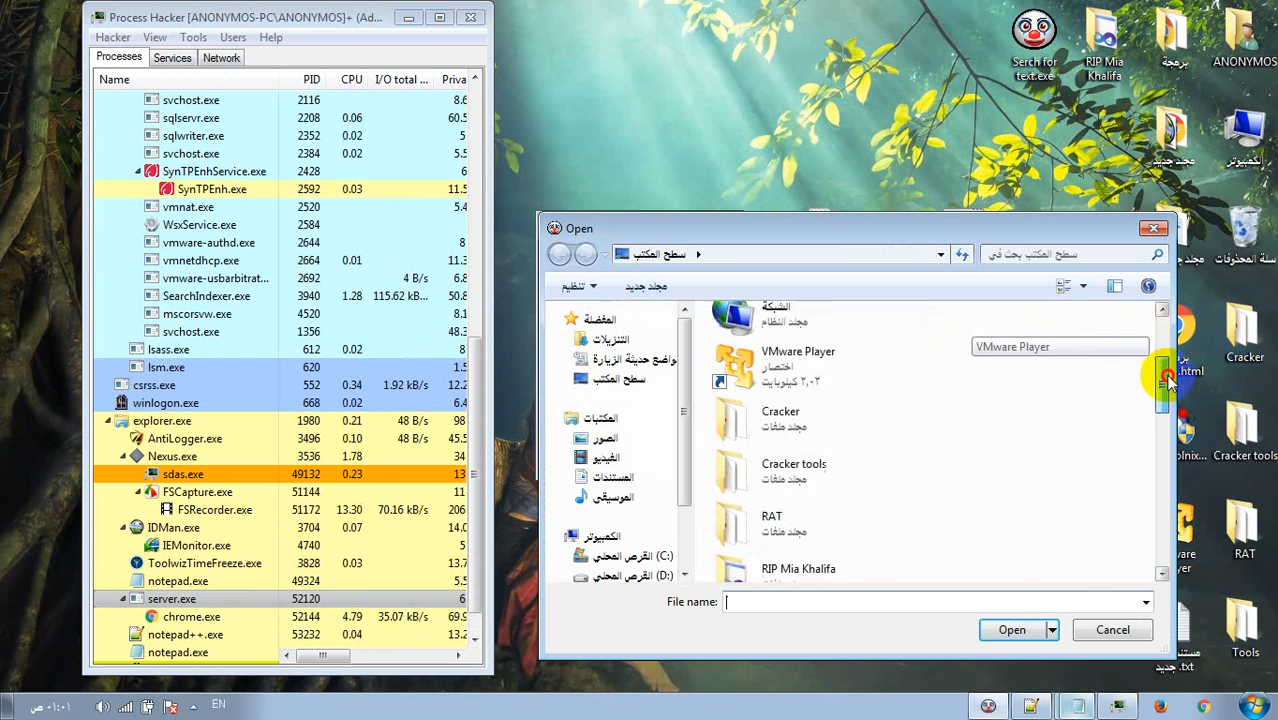 Process Hacker [ANONYMOS-PC\ANONYMOS]+ (Ad...
Hacker View Tools Users Help
Processes Services Network
Name PID CPU I/O total ... Priva
svchost.exe 2116 8.6
sqlservr.exe 2208 0.06 60.5
sqlwriter.exe 2352 0.02 5
svchost.exe 2384 0.02 5.5
SynTPEnhService.exe 2428
SynTPEnh.exe 2592 0.03 11.5
vmnat.exe 2520 5.4
WsxService.exe 2584
vmware-authd.exe 2644 8
vmnetdhcp.exe 2664 0.01 11.3
vmware-usbarbitrat... 2692 4 B/s 6.8
SearchIndexer.exe 3940 1.28 115.62 kB/... 50.8
mscorsvw.exe 4520 8.1
svchost.exe 1356 48.3
lsass.exe 612 0.02
lsm.exe 620
csrss.exe 552 0.34 1.92 kB/s 12.2
winlogon.exe 668 0.02 6.4
explorer.exe 1980 0.21 48 B/s 98
AntiLogger.exe 3496 0.10 48 B/s 45.5
Nexus.exe 3536 1.78 34
sdas.exe 49132 0.23 13
FSCapture.exe 51144 11
FSRecorder.exe 51172 13.30 70.16 kB/s 206
IDMan.exe 3704 0.07 14.0
IEMonitor.exe 4740
ToolwizTimeFreeze.exe 3828 0.03 13.7
notepad.exe 49324 5.5
server.exe 52120 6
chrome.exe 52144 4.79 35.07 kB/s 69.9
notepad++.exe 53232 0.04 13.2
notepad.exe 52652
Open
سطح المكتب
سطح المكتب بحث في
تنظيم
مجلد جديد
المفضلة
التنزيلات
واضع حديثة الزيارة
سطح المكتب
المكتبات
الصور
الفيديو
المستندات
الموسيقى
الكمبيوتر
القرص المحلي (C:)
القرص المحلي (D:)
الشبكة
مجلد النظام
VMware Player
اختصار
٢,٠٢ كيلوبايت
Cracker
مجلد ملفات
Cracker tools
مجلد ملفات
RAT
مجلد ملفات
RIP Mia Khalifa
VMware Player
File name:
Open
Cancel
Serch for
text.exe
RIP Mia
Khalifa
برمجة
ANONYMOS
مجلد جديد
الكمبيوتر
سلة المحذوفات
.html
Cracker
Cracker tools
RAT
مستند
جديد .txt
Tools
EN
٠١:٠١ ص